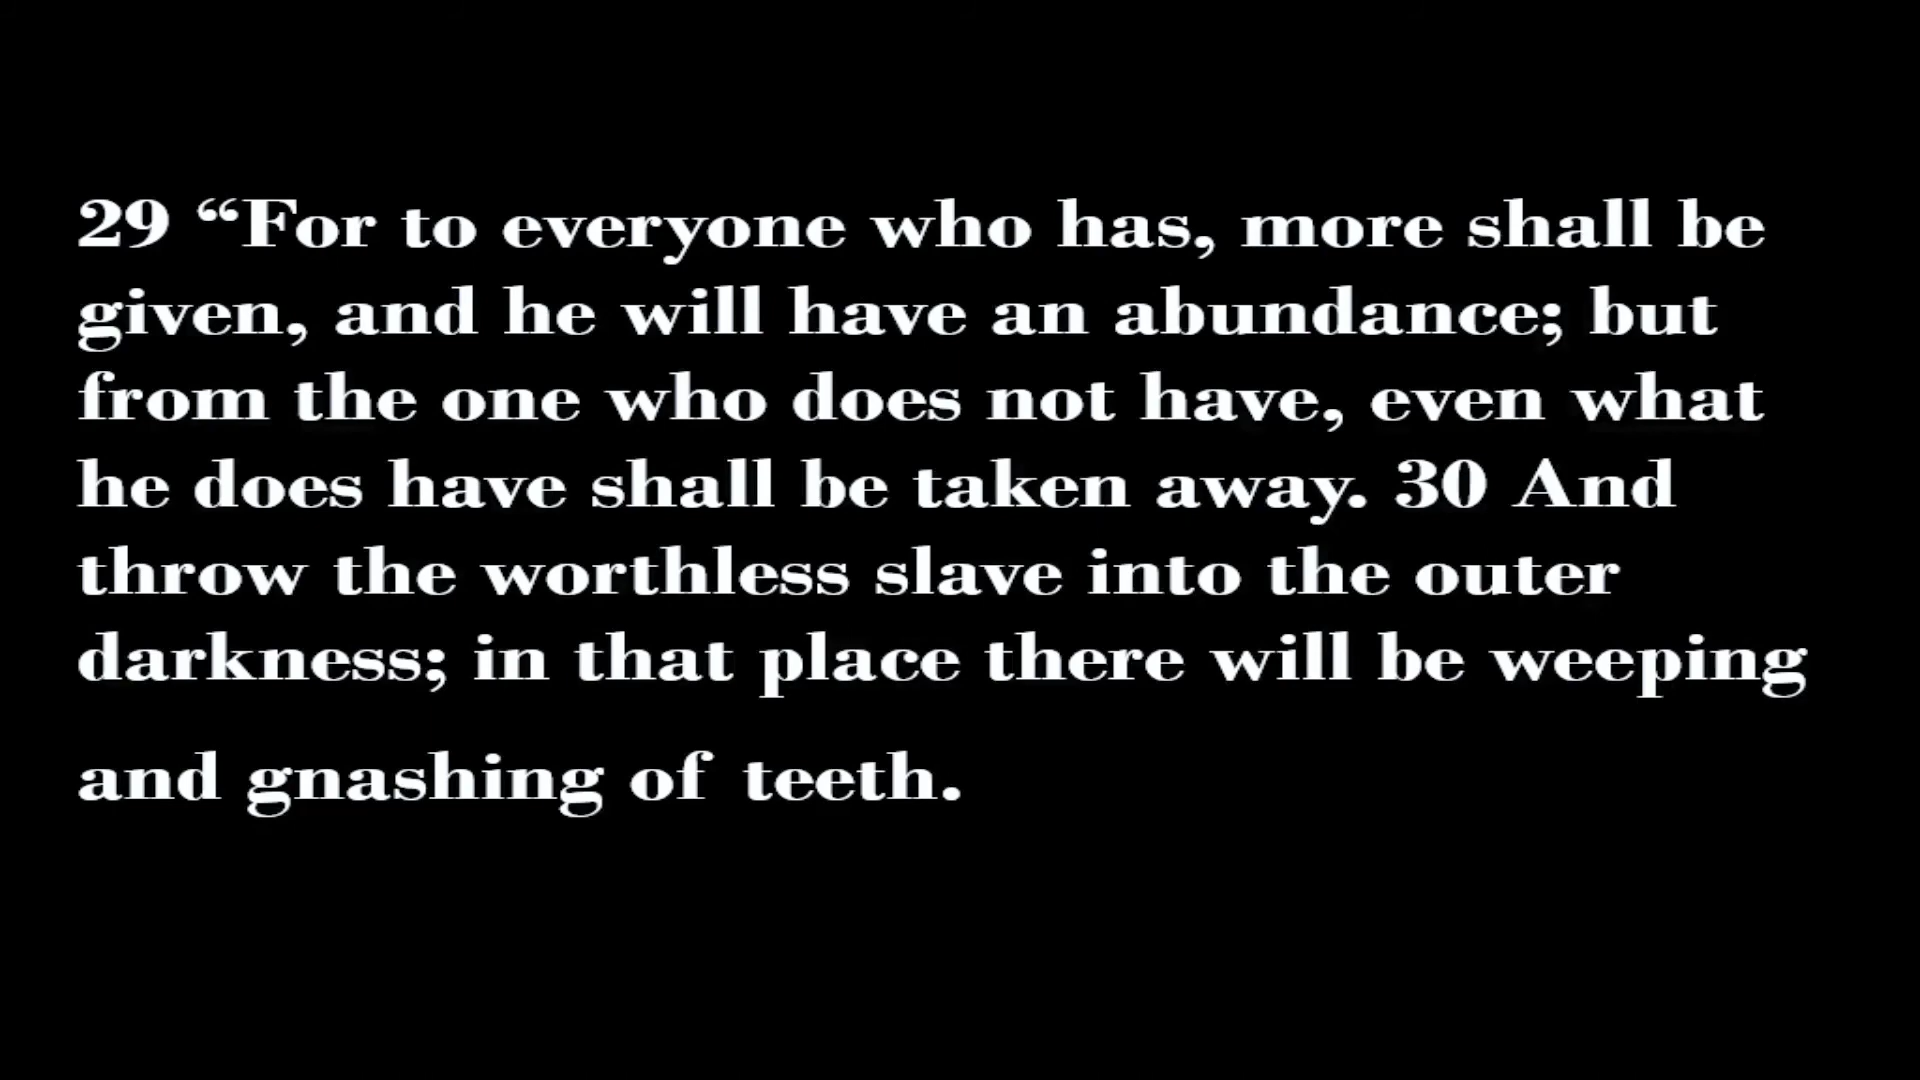 29 “For to everyone who has, more shall be
given, and he will have an abundance; but
from the one who does not have, even what
he does have shall be taken away. 30 And
throw the worthless slave into the outer
darkness; in that place there will be weeping
and gnashing of teeth.